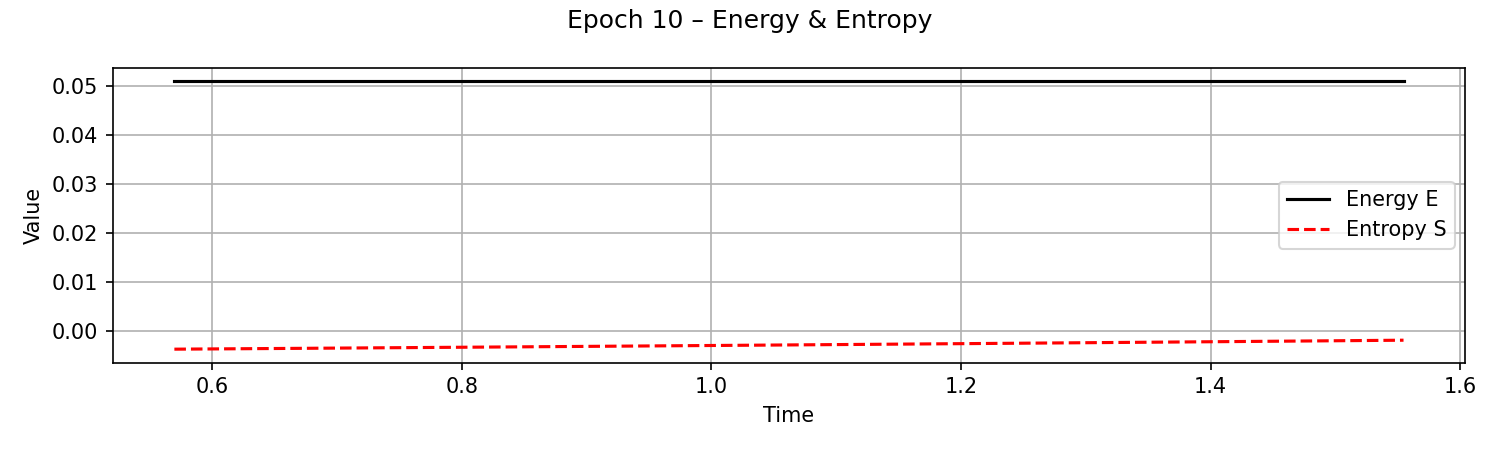 Epoch 10 – Energy & Entropy
Value
0.05
0.04
0.03
0.02
0.01
0.00
Energy E
Entropy S
0.6 0.8 1.0 1.2 1.4 1.6
Time